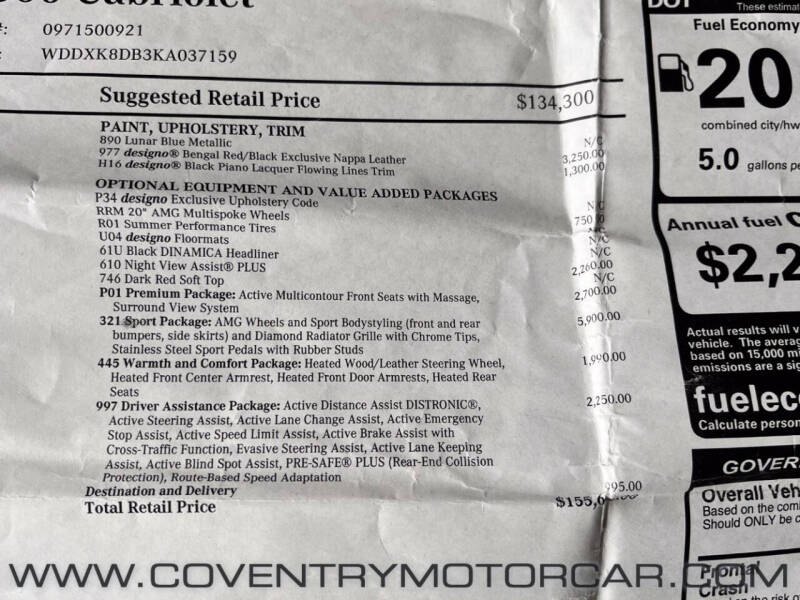 0971500921
WDDXK8DB3KA037159
Suggested Retail Price $134,300
PAINT, UPHOLSTERY, TRIM
890 Lunar Blue Metallic N/C
977 designo® Bengal Red/Black Exclusive Nappa Leather 3,250.00
H16 designo® Black Piano Lacquer Flowing Lines Trim 1,300.00
OPTIONAL EQUIPMENT AND VALUE ADDED PACKAGES
P34 designo Exclusive Upholstery Code N/C
RRM 20" AMG Multispoke Wheels
R01 Summer Performance Tires N/C
U04 designo Floormats N/C
61U Black DINAMICA Headliner N/C
610 Night View Assist® PLUS 2,260.00
746 Dark Red Soft Top N/C
P01 Premium Package: Active Multicontour Front Seats with Massage, 2,700.00
Surround View System
321 Sport Package: AMG Wheels and Sport Bodystyling (front and rear 5,900.00
bumpers, side skirts) and Diamond Radiator Grille with Chrome Tips,
Stainless Steel Sport Pedals with Rubber Studs
445 Warmth and Comfort Package: Heated Wood/Leather Steering Wheel, 1,990.00
Heated Front Center Armrest, Heated Front Door Armrests, Heated Rear
Seats
997 Driver Assistance Package: Active Distance Assist DISTRONIC®, 2,250.00
Active Steering Assist, Active Lane Change Assist, Active Emergency
Stop Assist, Active Speed Limit Assist, Active Brake Assist with
Cross-Traffic Function, Evasive Steering Assist, Active Lane Keeping
Assist, Active Blind Spot Assist, PRE-SAFE® PLUS (Rear-End Collision
Protection), Route-Based Speed Adaptation
Destination and Delivery 995.00
Total Retail Price
DOT These
Fuel Economy
20
combined
5.0 gallons
Annual fuel
$2,2
Actual results will
vehicle. The
based on 15,000
emissions are a
fueleco
Calculate
GOVER
Overall
Based on the
Should ONLY be
Frontal
Crash
WWW.COVENTRYMOTORCAR.COM